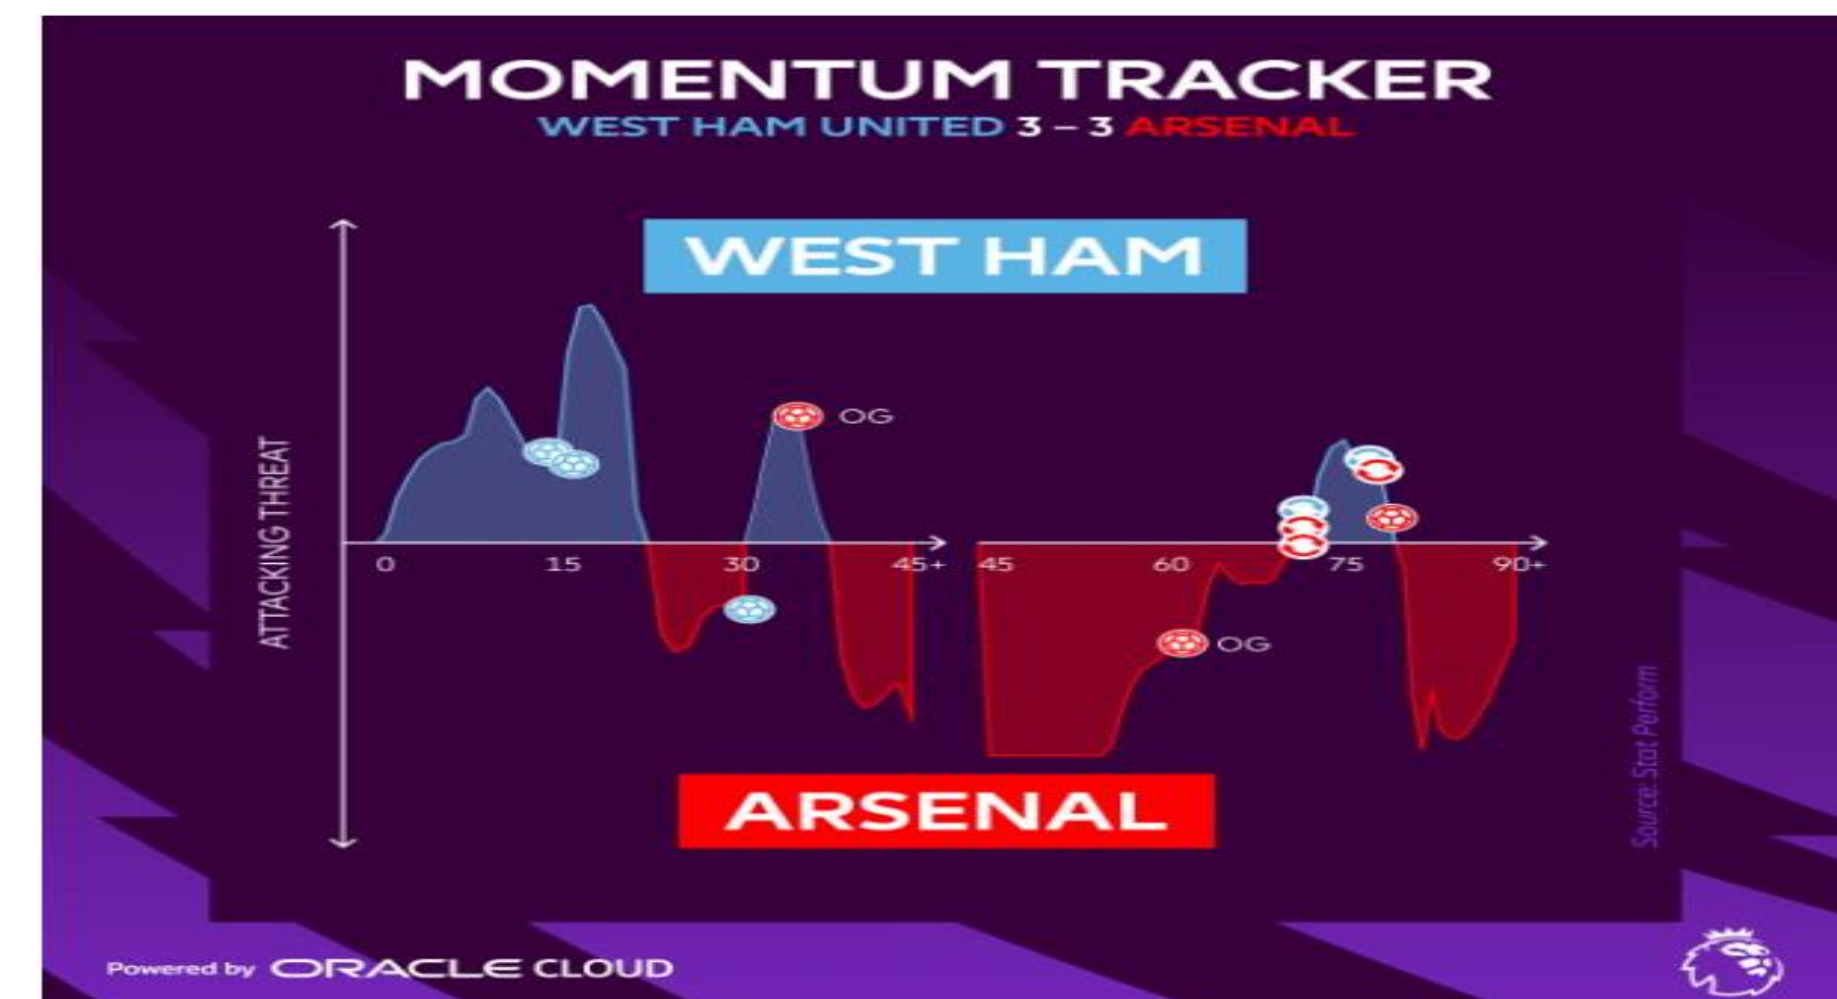 MOMENTUM TRACKER
WEST HAM UNITED 3 – 3 ARSENAL
WEST HAM
OG
ATTACKING THREAT
0 15 30 45+ 45 60 75 90+
OG
ARSENAL
Source: Stat Perform
Powered by ORACLE CLOUD